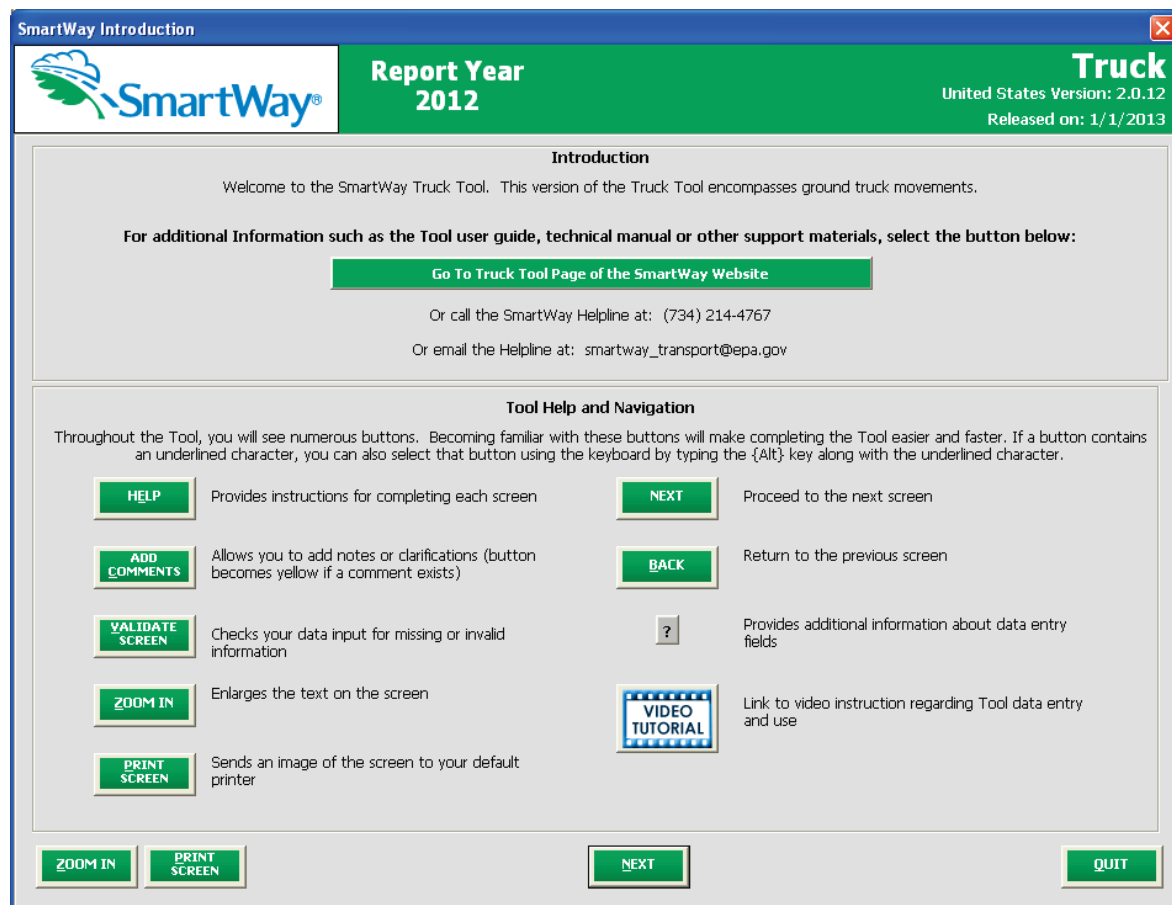 SmartWay Introduction
SmartWay®
Report Year
2012
Truck
United States Version: 2.0.12
Released on: 1/1/2013
Introduction
Welcome to the SmartWay Truck Tool. This version of the Truck Tool encompasses ground truck movements.
For additional Information such as the Tool user guide, technical manual or other support materials, select the button below:
Go To Truck Tool Page of the SmartWay Website
Or call the SmartWay Helpline at: (734) 214-4767
Or email the Helpline at: smartway_transport@epa.gov
Tool Help and Navigation
Throughout the Tool, you will see numerous buttons. Becoming familiar with these buttons will make completing the Tool easier and faster. If a button contains
an underlined character, you can also select that button using the keyboard by typing the {Alt} key along with the underlined character.
HELP
Provides instructions for completing each screen
ADD
COMMENTS
Allows you to add notes or clarifications (button
becomes yellow if a comment exists)
VALIDATE
SCREEN
Checks your data input for missing or invalid
information
ZOOM IN
Enlarges the text on the screen
PRINT
SCREEN
Sends an image of the screen to your default
printer
NEXT
Proceed to the next screen
BACK
Return to the previous screen
?
Provides additional information about data entry
fields
VIDEO
TUTORIAL
Link to video instruction regarding Tool data entry
and use
ZOOM IN
PRINT
SCREEN
NEXT
QUIT